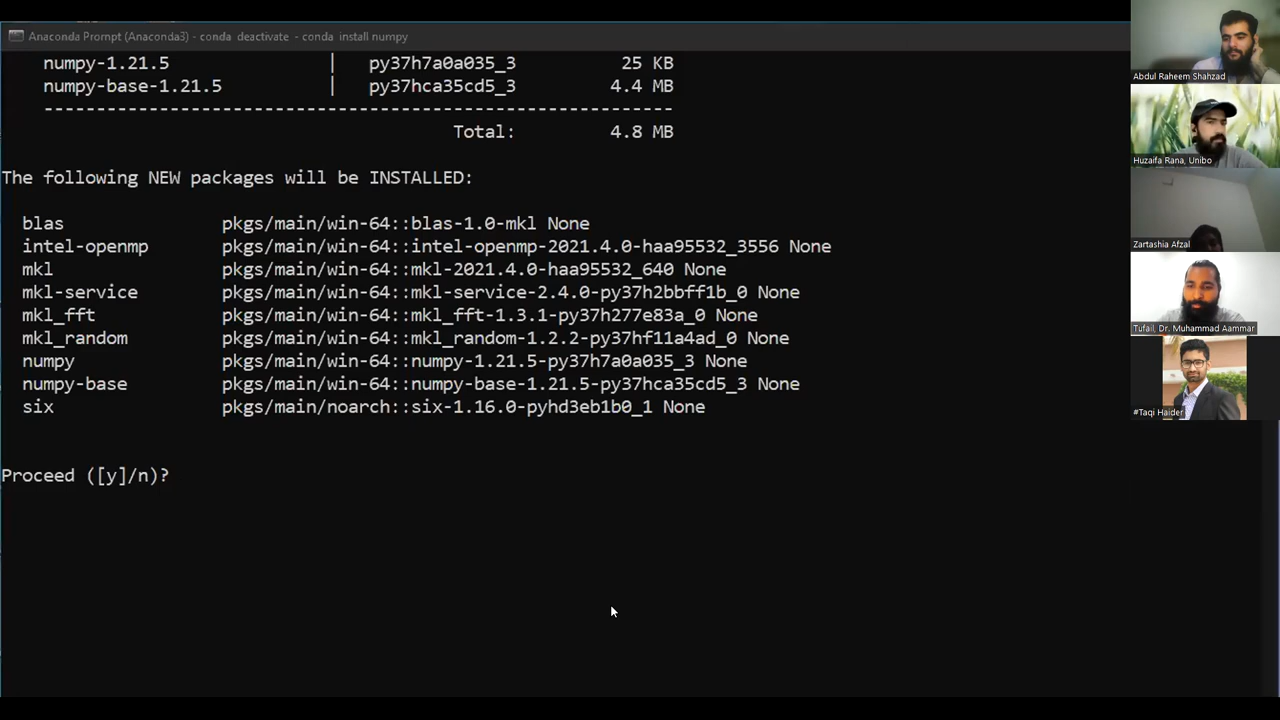 Anaconda Prompt (Anaconda3) - conda deactivate - conda install numpy
numpy-1.21.5 | py37h7a0a035_3 25 KB
numpy-base-1.21.5 | py37hca35cd5_3 4.4 MB
------------------------------------------------------------
Total: 4.8 MB
The following NEW packages will be INSTALLED:
blas pkgs/main/win-64::blas-1.0-mkl None
intel-openmp pkgs/main/win-64::intel-openmp-2021.4.0-haa95532_3556 None
mkl pkgs/main/win-64::mkl-2021.4.0-haa95532_640 None
mkl-service pkgs/main/win-64::mkl-service-2.4.0-py37h2bbff1b_0 None
mkl_fft pkgs/main/win-64::mkl_fft-1.3.1-py37h277e83a_0 None
mkl_random pkgs/main/win-64::mkl_random-1.2.2-py37hf11a4ad_0 None
numpy pkgs/main/win-64::numpy-1.21.5-py37h7a0a035_3 None
numpy-base pkgs/main/win-64::numpy-base-1.21.5-py37hca35cd5_3 None
six pkgs/main/noarch::six-1.16.0-pyhd3eb1b0_1 None
Proceed ([y]/n)?
Abdul Raheem Shahzad
Huzaifa Rana, Unibo
Zartashia Afzal
Tufail, Dr. Muhammad Aammar
#Taqi Haider